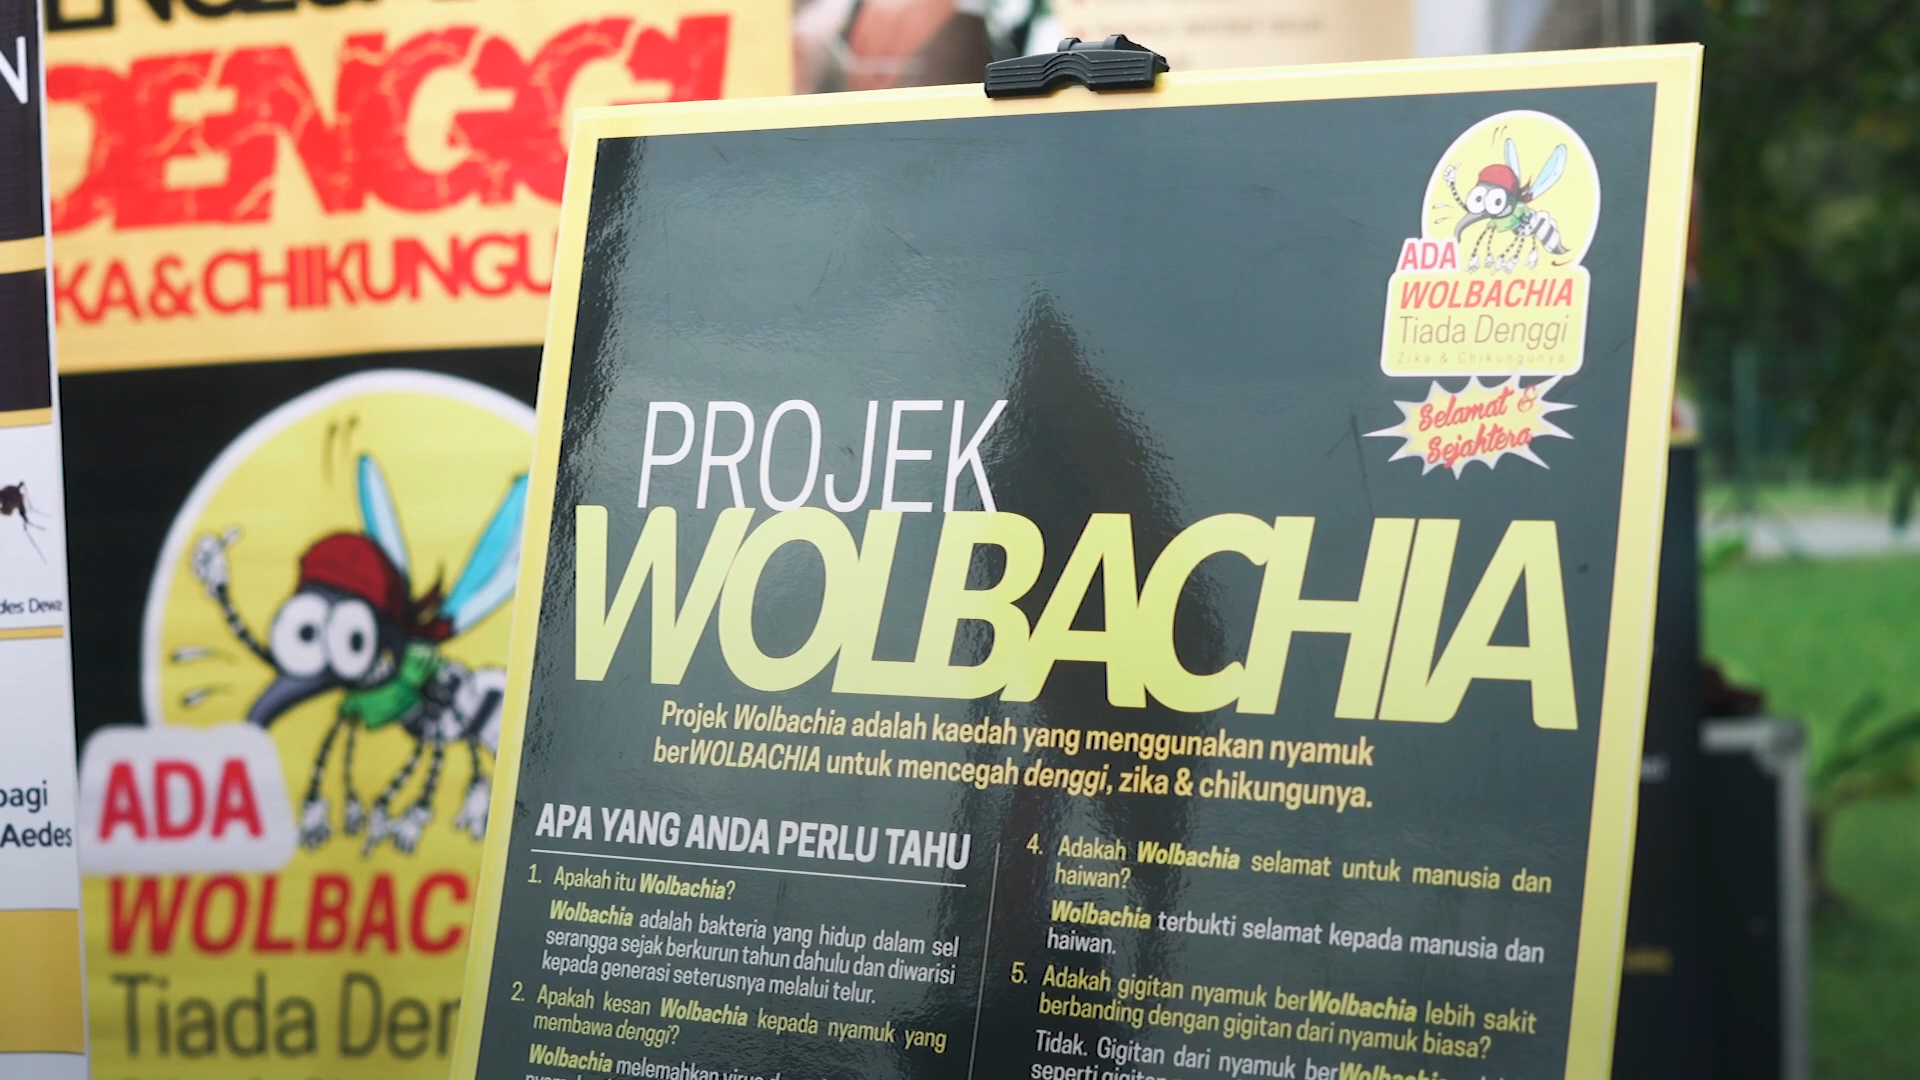 DENGGI
KA & CHIKUNGU
ADA
WOLBAC
Tiada Den
des Dewa
bagi
Aedes
ADA
WOLBACHIA
Tiada Denggi
Zika & Chikungunya
Selamat &
Sejahtera
PROJEK
WOLBACHIA
Projek Wolbachia adalah kaedah yang menggunakan nyamuk
berWOLBACHIA untuk mencegah denggi, zika & chikungunya.
APA YANG ANDA PERLU TAHU
1. Apakah itu Wolbachia?
Wolbachia adalah bakteria yang hidup dalam sel
serangga sejak berkurun tahun dahulu dan diwarisi
kepada generasi seterusnya melalui telur.
2. Apakah kesan Wolbachia kepada nyamuk yang
membawa denggi?
Wolbachia melemahkan virus
4. Adakah Wolbachia selamat untuk manusia dan
haiwan?
Wolbachia terbukti selamat kepada manusia dan
haiwan.
5. Adakah gigitan nyamuk berWolbachia lebih sakit
berbanding dengan gigitan dari nyamuk biasa?
Tidak. Gigitan dari nyamuk berWolbachia
seperti